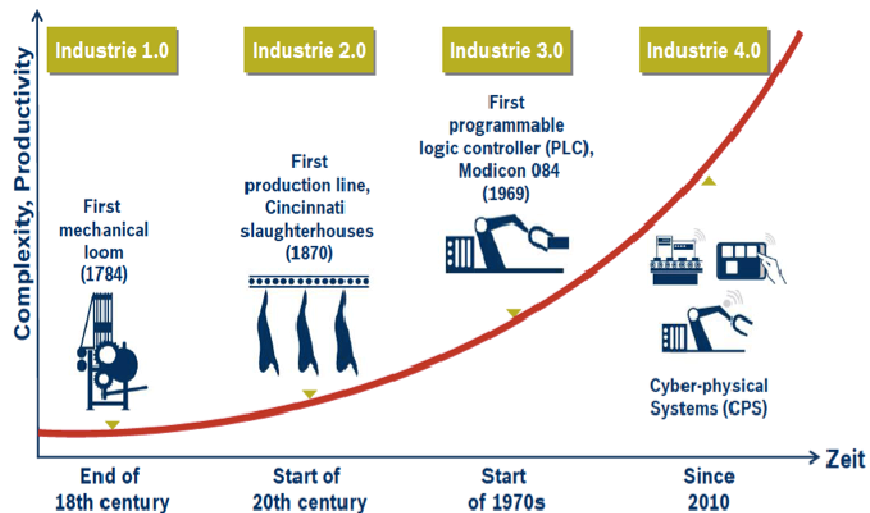 Complexity, Productivity
Industrie 1.0
Industrie 2.0
Industrie 3.0
Industrie 4.0
First
mechanical
loom
(1784)
First
production line,
Cincinnati
slaughterhouses
(1870)
First
programmable
logic controller (PLC),
Modicon 084
(1969)
Cyber-physical
Systems (CPS)
End of
18th century
Start of
20th century
Start
of 1970s
Since
2010
Zeit